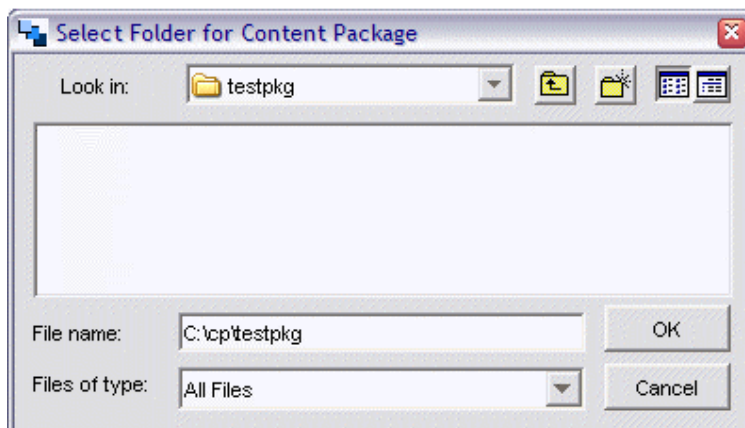 Select Folder for Content Package
Look in: testpkg
File name: C:\cp\testpkg OK
Files of type: All Files Cancel